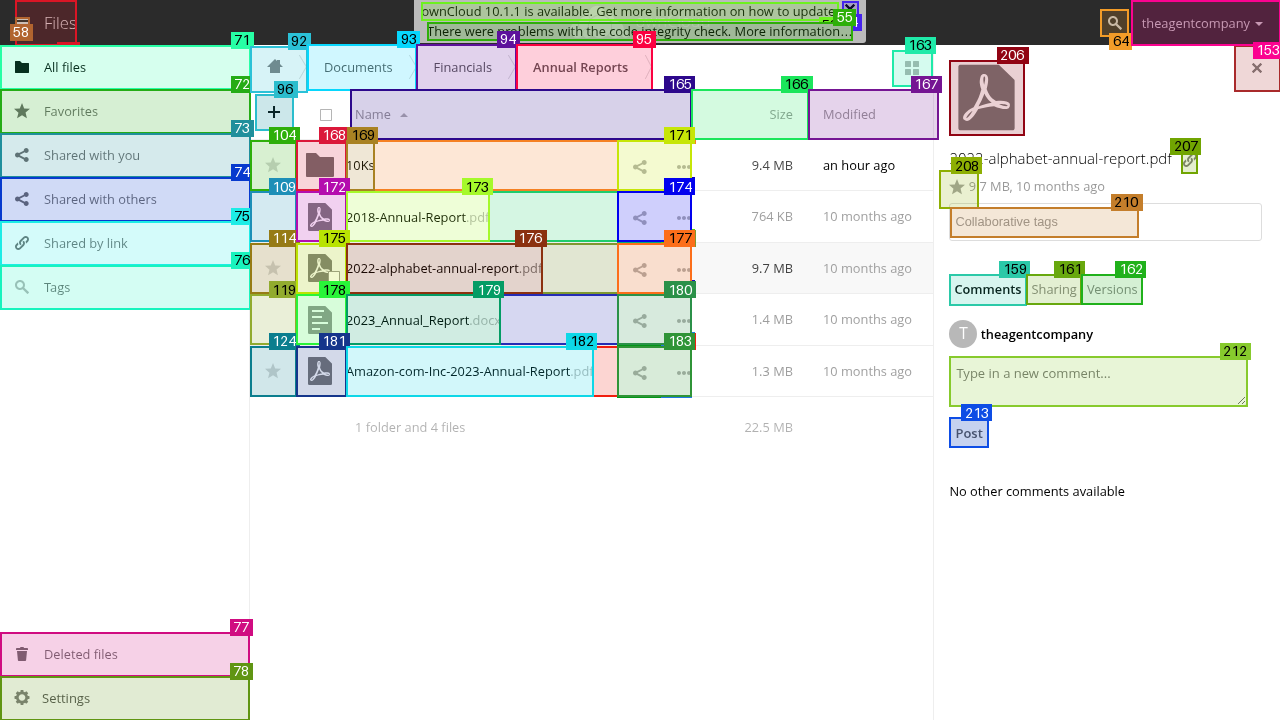 ownCloud 10.1.1 is available. Get more information on how to update
There were problems with the code integrity check. More information…
55
Files
58
64
theagentcompany
71
92
93
94
95
163
206
153
All files
Documents
Financials
Annual Reports
72
96
165
166
167
Favorites
Name
Size
Modified
73
104
168
169
171
207
2022-alphabet-annual-report.pdf
Shared with you
10Ks
9.4 MB
an hour ago
208
9.7 MB, 10 months ago
74
109
172
173
174
Shared with others
210
Collaborative tags
75
2018-Annual-Report.pdf
764 KB
10 months ago
114
175
176
177
Shared by link
76
2022-alphabet-annual-report.pdf
9.7 MB
10 months ago
159
161
162
Tags
119
178
179
180
Comments
Sharing
Versions
2023_Annual_Report.docx
1.4 MB
10 months ago
T
theagentcompany
124
181
182
183
212
Amazon-com-Inc-2023-Annual-Report.pdf
1.3 MB
10 months ago
Type in a new comment…
213
1 folder and 4 files
22.5 MB
Post
No other comments available
77
Deleted files
78
Settings